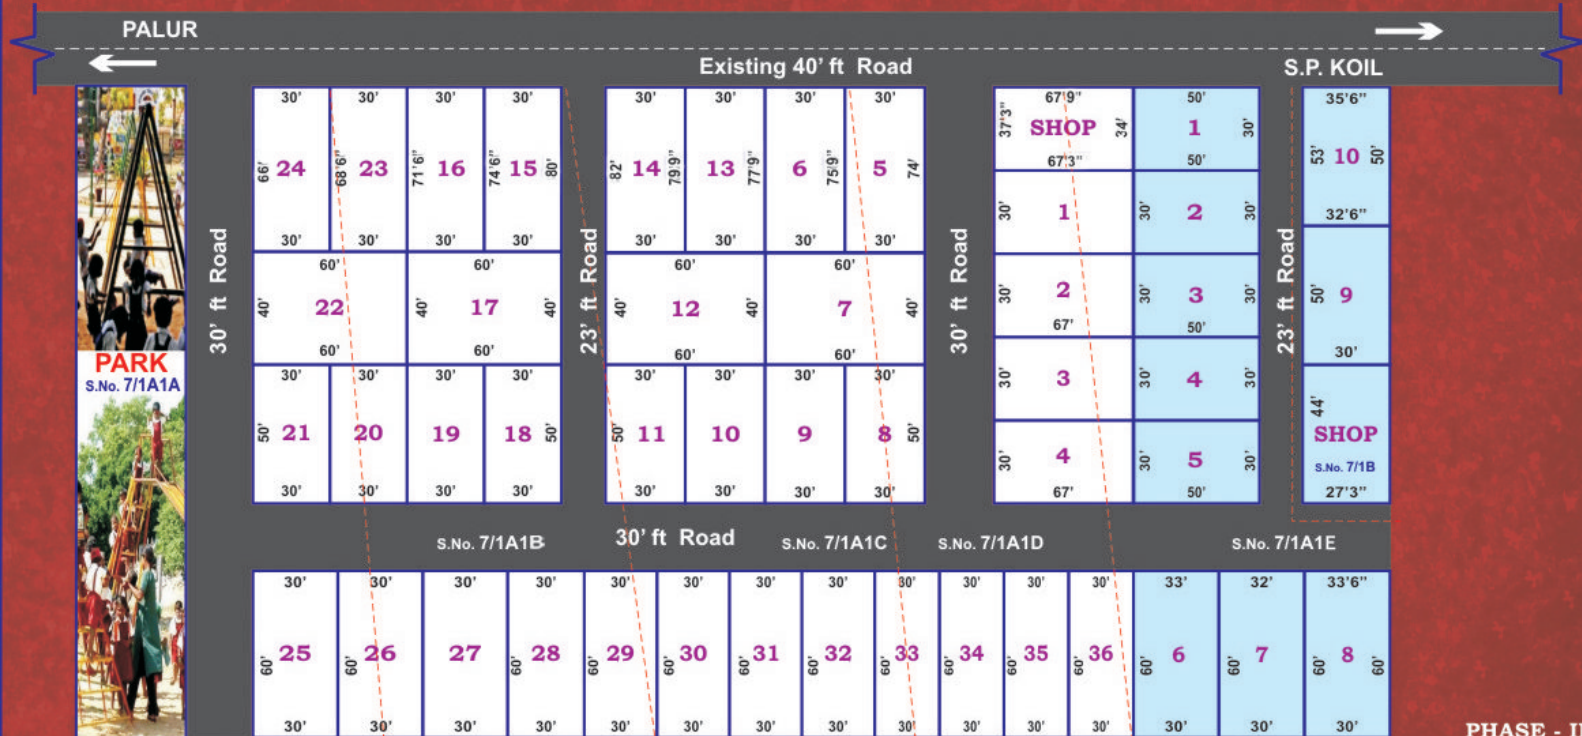 PALUR
Existing 40' ft Road
S.P. KOIL
30' 30' 30' 30'
66' 24 68'6" 23 71'6" 16 74'6" 15 80'
30' 30' 30' 30'
30' 30' 30' 30'
82' 14 79'9" 13 77'9" 6 75'9" 5 74'
30' 30' 30' 30'
67'9"
37'3" SHOP 34'
67'3"
50'
1 30'
50'
35'6"
53' 10 50'
32'6"
30' 1
30' 2 30'
30' ft Road
60' 60'
40' 22 40' 17 40'
60' 60'
23' ft Road
60' 60'
40' 12 40' 7 40'
60' 60'
30' ft Road
30' 2
67'
30' 3 30'
50'
23' ft Road
50' 9
30'
PARK
S.No. 7/1A1A
30' 30' 30' 30'
50' 21 20 19 18 50'
30' 30' 30' 30'
30' 30' 30' 30'
50' 11 10 9 8 50'
30' 30' 30' 30'
30' 3
30' 4 30'
30' 4
67'
30' 5 30'
50'
44'
SHOP
S.No. 7/1B
27'3"
S.No. 7/1A1B
30' ft Road
S.No. 7/1A1C
S.No. 7/1A1D
S.No. 7/1A1E
30' 30' 30' 30' 30' 30' 30' 30' 30' 30' 30' 30' 33' 32' 33'6"
60' 25 60' 26 27 60' 28 60' 29 60' 30 60' 31 60' 32 60' 33 60' 34 35 60' 36 60' 6 60' 7 60' 8 60'
30' 30' 30' 30' 30' 30' 30' 30' 30' 30' 30' 30' 30' 30' 30'
PHASE -